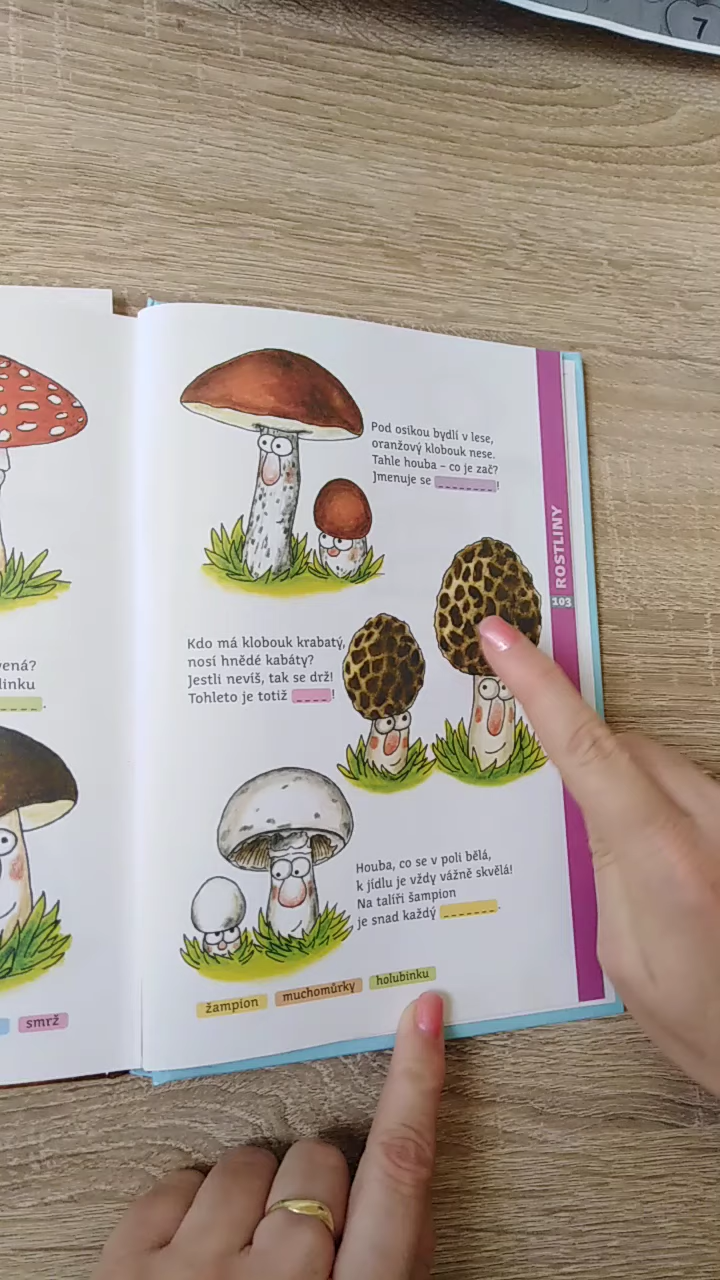 7
Pod osikou bydlí v lese,
oranžový klobouk nese.
Tahle houba – co je zač?
Jmenuje se _ _ _ _ _ _ _ _!
ROSTLINY
103
Kdo má klobouk krabatý,
nosí hnědé kabáty?
Jestli nevíš, tak se drž!
Tohleto je totiž _ _ _ _!
Houba, co se v poli bělá,
k jídlu je vždy vážně skvělá!
Na talíři šampion
je snad každý _ _ _ _ _ _ _.
žampion muchomůrky holubinku
smrž